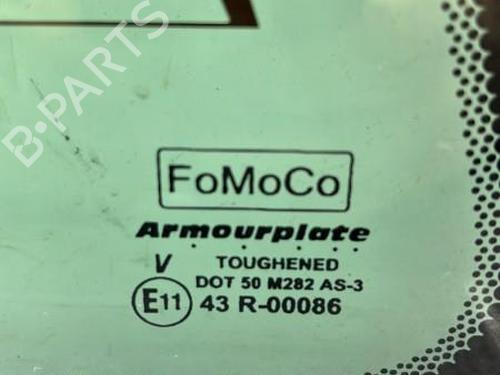 B-PARTS
FoMoCo
Armourplate
V TOUGHENED
DOT 50 M282 AS-3
E11 43 R-00086